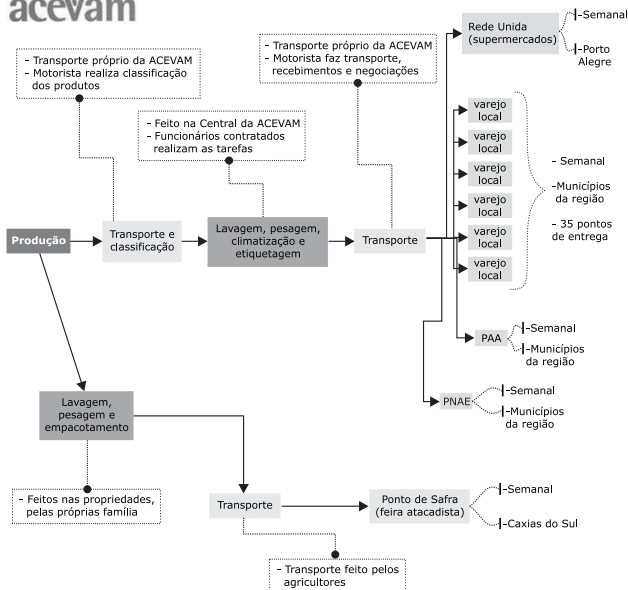 acevam
- Transporte próprio da ACEVAM
- Motorista realiza classificação
dos produtos
- Feito na Central da ACEVAM
- Funcionários contratados
realizam as tarefas
- Transporte próprio da ACEVAM
- Motorista faz transporte,
recebimentos e negociações
Rede Unida
(supermercados)
-Semanal
-Porto
Alegre
varejo
local
varejo
local
varejo
local
varejo
local
varejo
local
varejo
local
- Semanal
-Municípios
da região
- 35 pontos
de entrega
Produção
Transporte e
classificação
Lavagem, pesagem,
climatização e
etiquetagem
Transporte
PAA
-Semanal
-Municípios
da região
PNAE
-Semanal
-Municípios
da região
Lavagem,
pesagem e
empacotamento
- Feitos nas propriedades,
pelas próprias família
Transporte
Ponto de Safra
(feira atacadista)
-Semanal
-Caxias do Sul
- Transporte feito pelos
agricultores